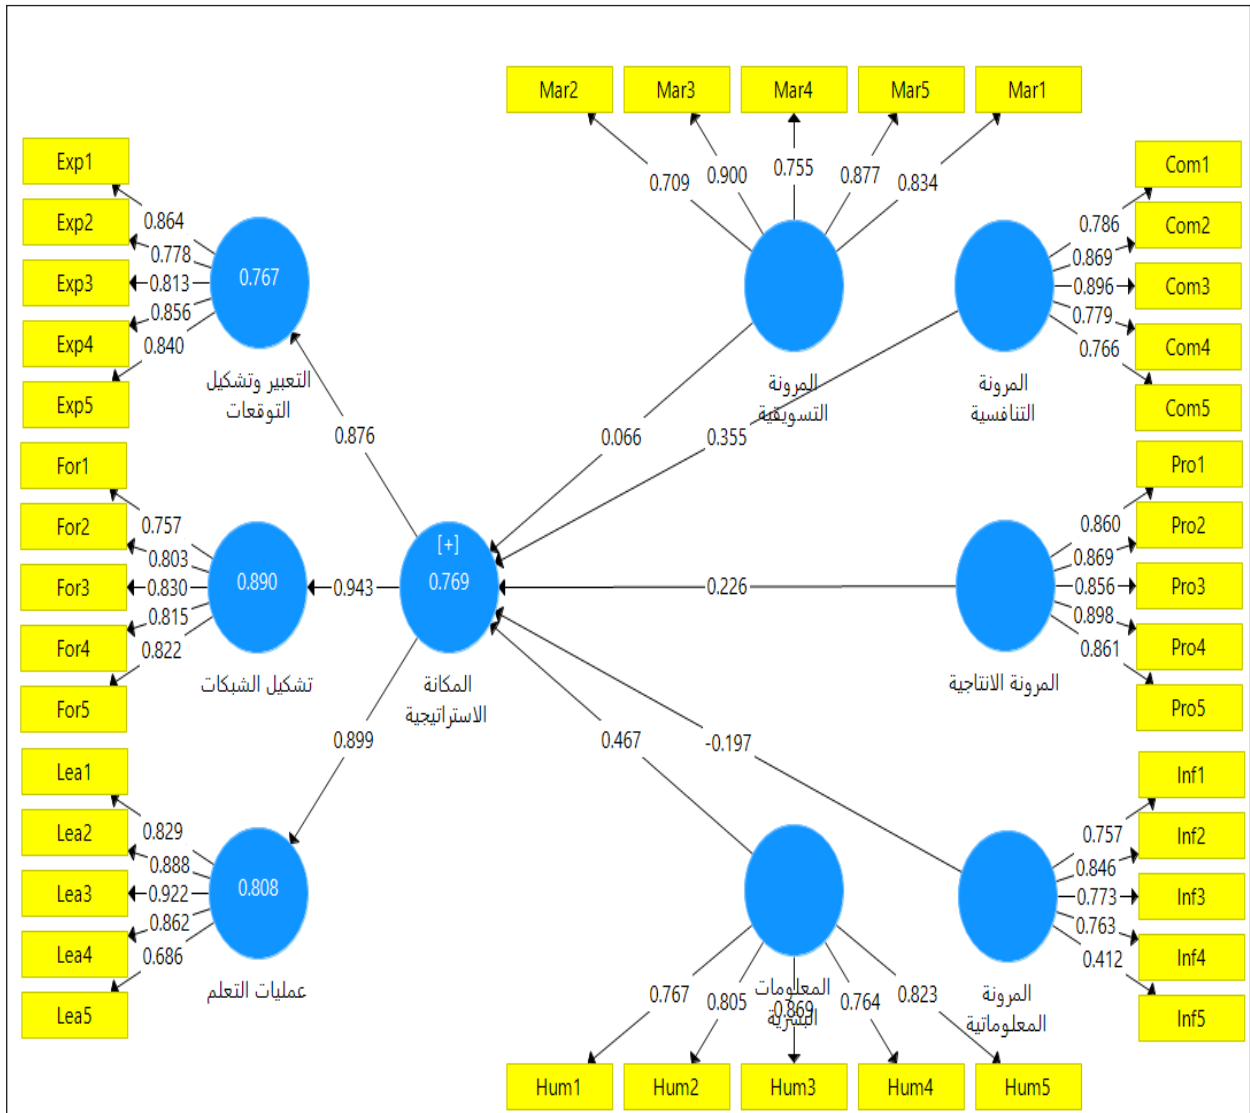 Mar2
Mar3
Mar4
Mar5
Mar1
0.709
0.900
0.755
0.877
0.834
المرونة
التسويقية
0.066
Com1
Com2
Com3
Com4
Com5
0.786
0.869
0.896
0.779
0.766
المرونة
التنافسية
0.355
Exp1
Exp2
Exp3
Exp4
Exp5
0.864
0.778
0.813
0.856
0.840
0.767
التعبير وتشكيل
التوقعات
0.876
For1
For2
For3
For4
For5
0.757
0.803
0.830
0.815
0.822
0.890
تشكيل الشبكات
0.943
[+]
0.769
المكانة
الاستراتيجية
0.226
Pro1
Pro2
Pro3
Pro4
Pro5
0.860
0.869
0.856
0.898
0.861
المرونة الانتاجية
Lea1
Lea2
Lea3
Lea4
Lea5
0.829
0.888
0.922
0.862
0.686
0.808
عمليات التعلم
0.899
0.467
-0.197
المعلومات
البشرية
0.767
0.805
0.869
0.764
0.823
Hum1
Hum2
Hum3
Hum4
Hum5
Inf1
Inf2
Inf3
Inf4
Inf5
0.757
0.846
0.773
0.763
0.412
المرونة
المعلوماتية